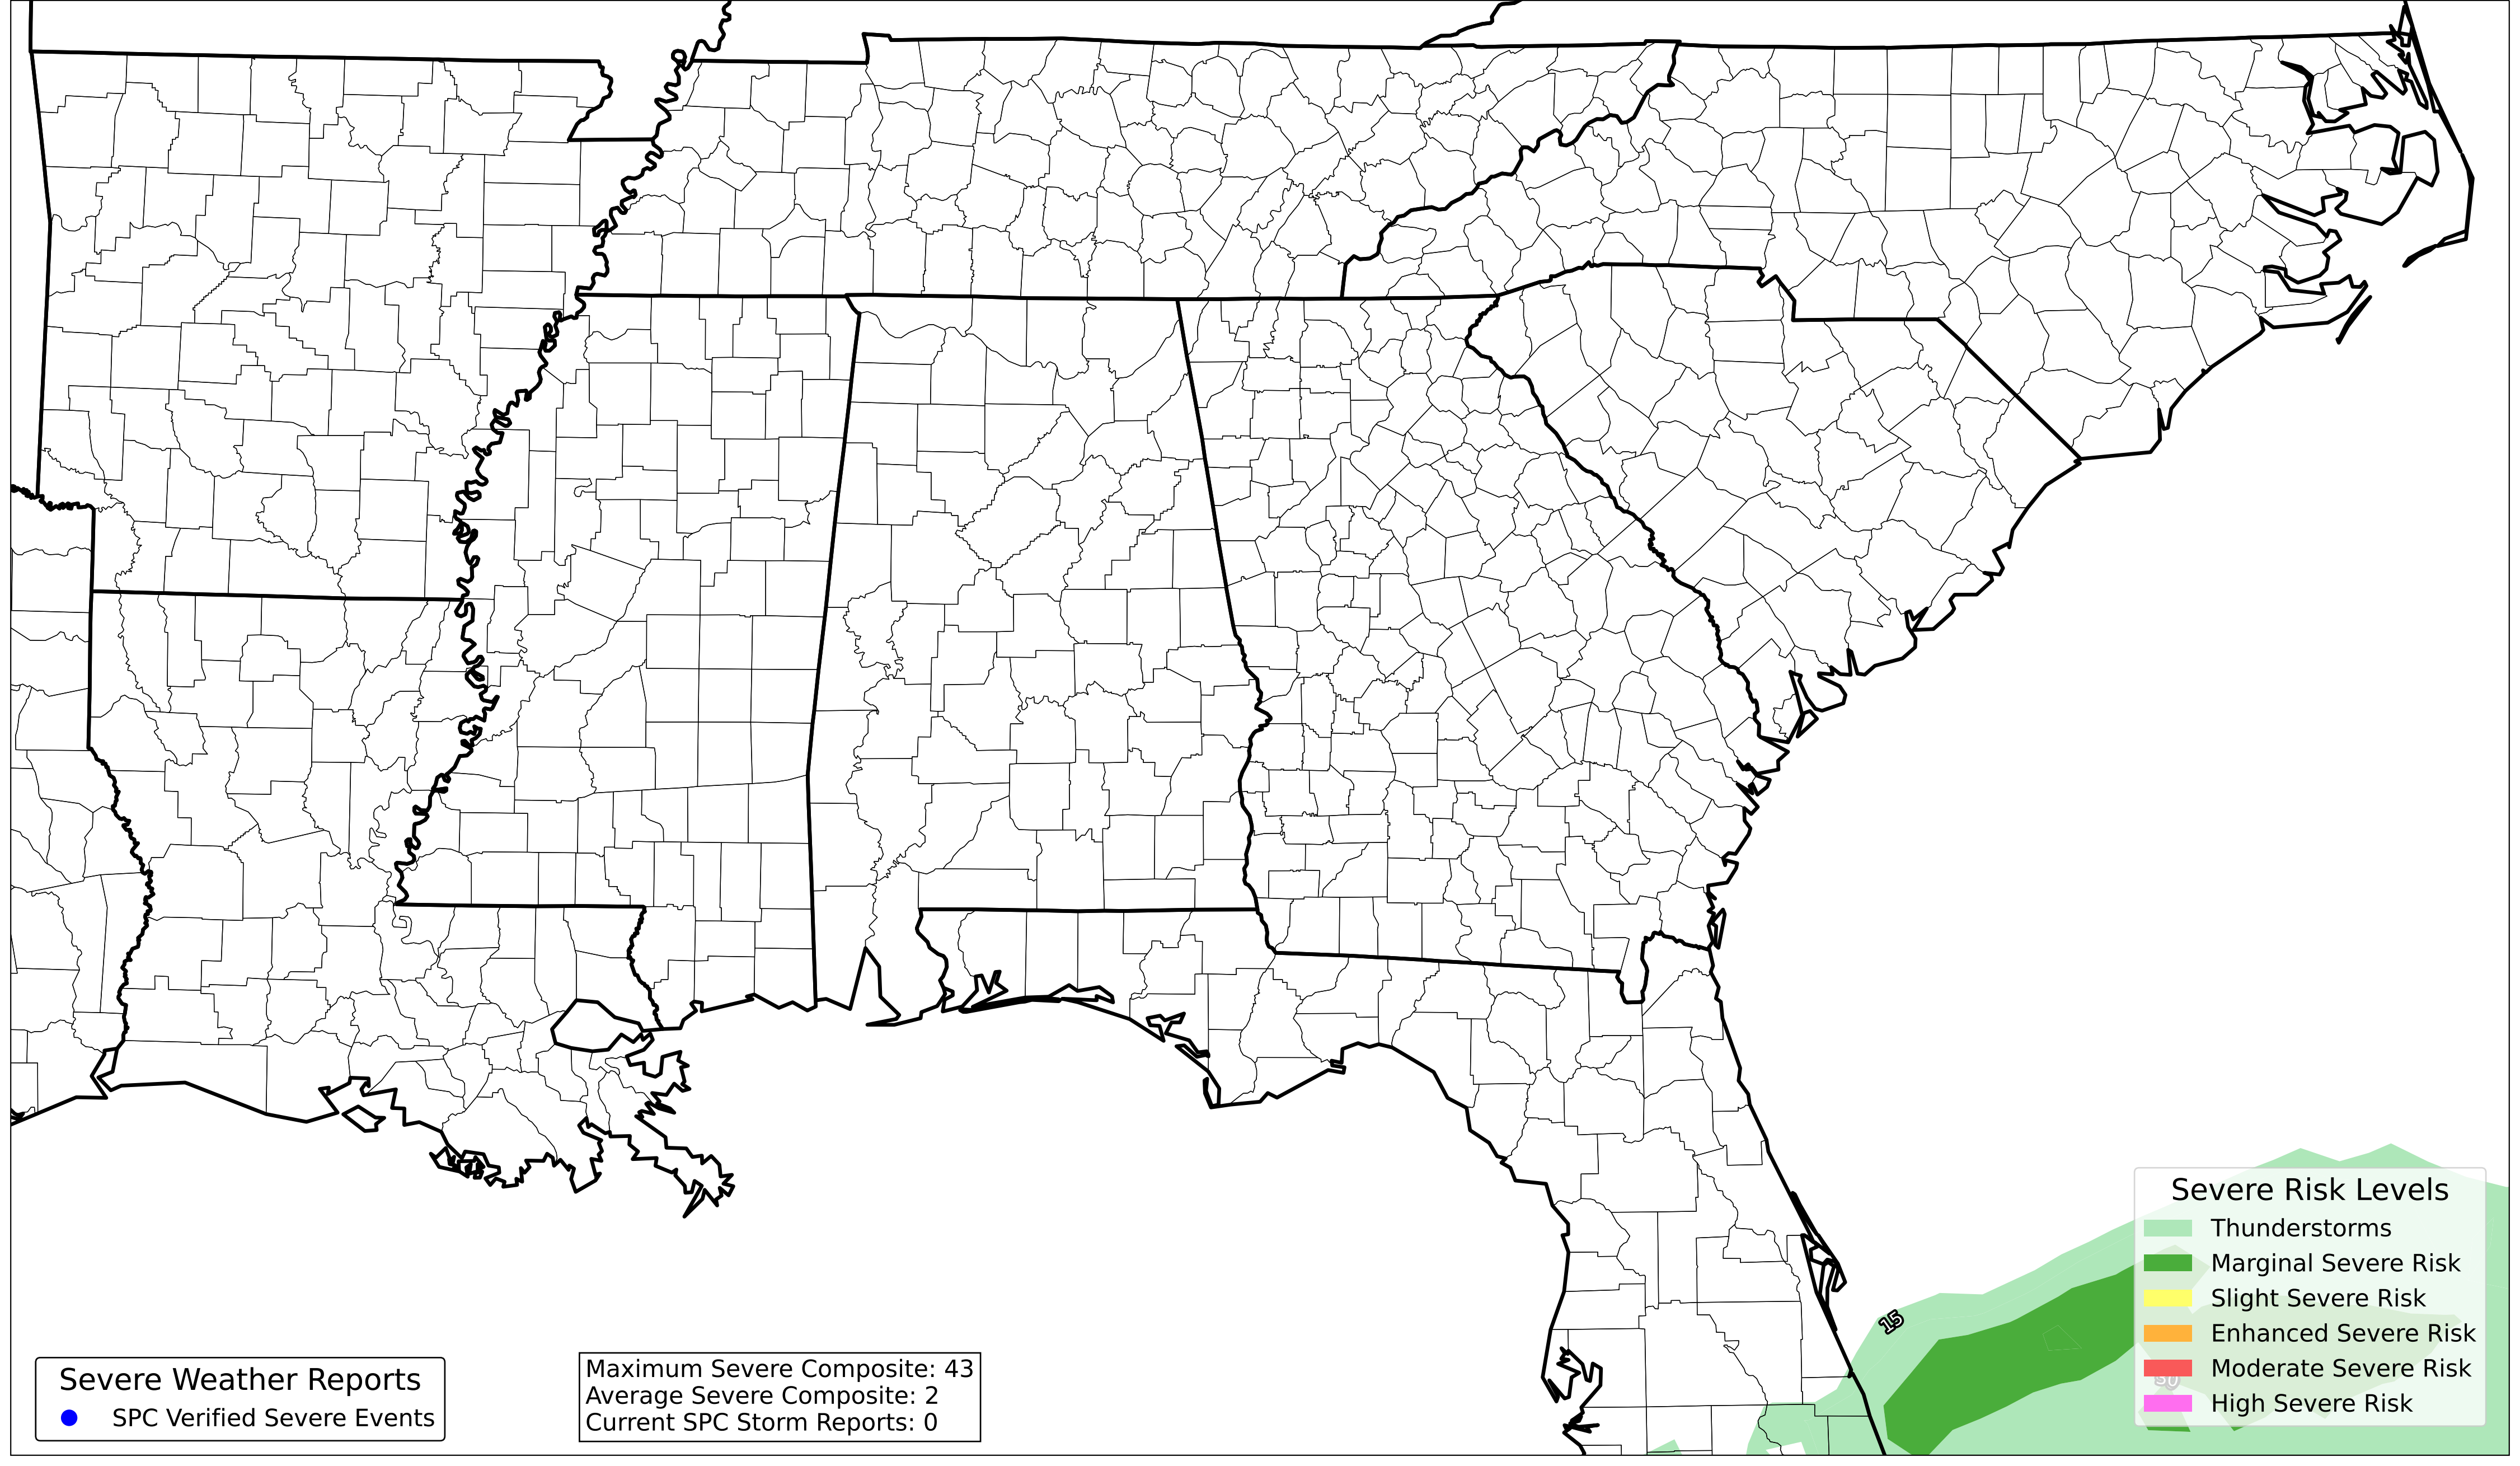 15
Severe Risk Levels
Thunderstorms
Marginal Severe Risk
Slight Severe Risk
Enhanced Severe Risk
Moderate Severe Risk
30
High Severe Risk
Severe Weather Reports
SPC Verified Severe Events
Maximum Severe Composite: 43
Average Severe Composite: 2
Current SPC Storm Reports: 0